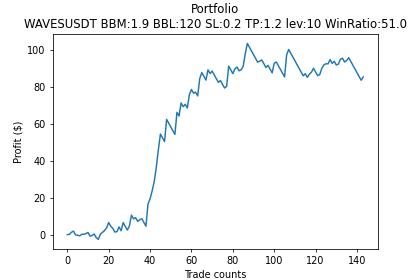 Portfolio
WAVESUSDT BBM:1.9 BBL:120 SL:0.2 TP:1.2 lev:10 WinRatio:51.0
100
80
60
40
20
0
Profit ($)
0 20 40 60 80 100 120 140
Trade counts